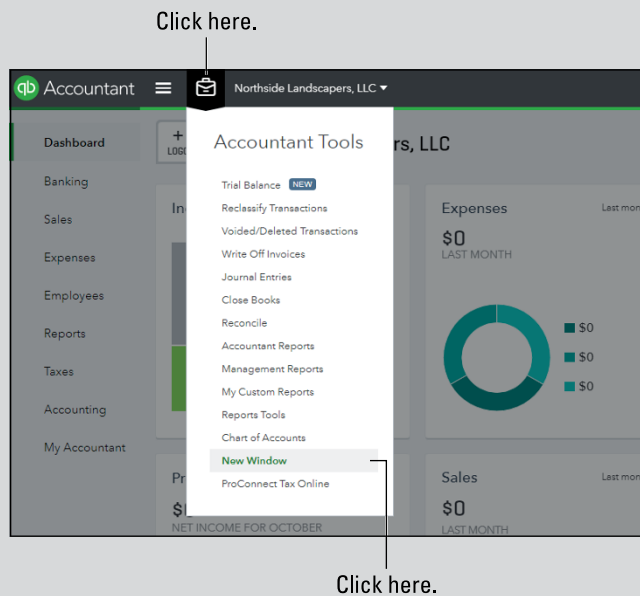 Click here.
qb Accountant
Northside Landscapers, LLC
Dashboard
Banking
Sales
Expenses
Employees
Reports
Taxes
Accounting
My Accountant
+
Accountant Tools
Trial Balance NEW
Reclassify Transactions
Voided/Deleted Transactions
Write Off Invoices
Journal Entries
Close Books
Reconcile
Accountant Reports
Management Reports
My Custom Reports
Reports Tools
Chart of Accounts
New Window
ProConnect Tax Online
rs, LLC
In
Expenses
Last mon
$0
LAST MONTH
$0
$0
$0
Pr
NET INCOME FOR OCTOBER
Sales
Last mon
$0
LAST MONTH
Click here.